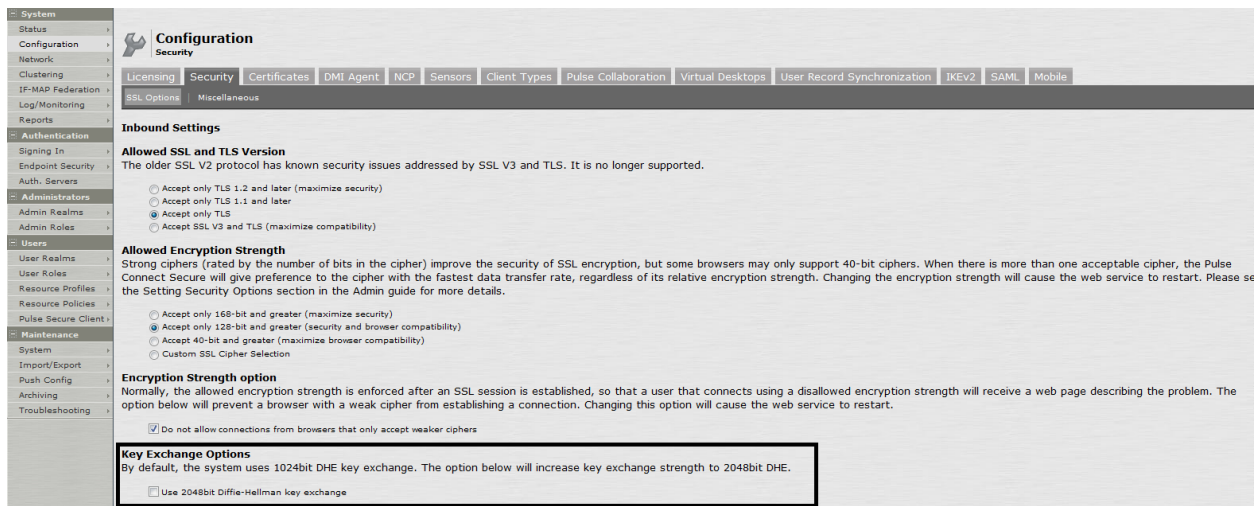 System
Status
Configuration
Network
Clustering
IF-MAP Federation
Log/Monitoring
Reports
Authentication
Signing In
Endpoint Security
Auth. Servers
Administrators
Admin Realms
Admin Roles
Users
User Realms
User Roles
Resource Profiles
Resource Policies
Pulse Secure Client
Maintenance
System
Import/Export
Push Config
Archiving
Troubleshooting
Configuration
Security
Licensing Security Certificates DMI Agent NCP Sensors Client Types Pulse Collaboration Virtual Desktops User Record Synchronization IKEv2 SAML Mobile
SSL Options | Miscellaneous
Inbound Settings
Allowed SSL and TLS Version
The older SSL V2 protocol has known security issues addressed by SSL V3 and TLS. It is no longer supported.
Accept only TLS 1.2 and later (maximize security)
Accept only TLS 1.1 and later
Accept only TLS
Accept SSL V3 and TLS (maximize compatibility)
Allowed Encryption Strength
Strong ciphers (rated by the number of bits in the cipher) improve the security of SSL encryption, but some browsers may only support 40-bit ciphers. When there is more than one acceptable cipher, the Pulse
Connect Secure will give preference to the cipher with the fastest data transfer rate, regardless of its relative encryption strength. Changing the encryption strength will cause the web service to restart. Please se
the Setting Security Options section in the Admin guide for more details.
Accept only 168-bit and greater (maximize security)
Accept only 128-bit and greater (security and browser compatibility)
Accept 40-bit and greater (maximize browser compatibility)
Custom SSL Cipher Selection
Encryption Strength option
Normally, the allowed encryption strength is enforced after an SSL session is established, so that a user that connects using a disallowed encryption strength will receive a web page describing the problem. The
option below will prevent a browser with a weak cipher from establishing a connection. Changing this option will cause the web service to restart.
Do not allow connections from browsers that only accept weaker ciphers
Key Exchange Options
By default, the system uses 1024bit DHE key exchange. The option below will increase key exchange strength to 2048bit DHE.
Use 2048bit Diffie-Hellman key exchange